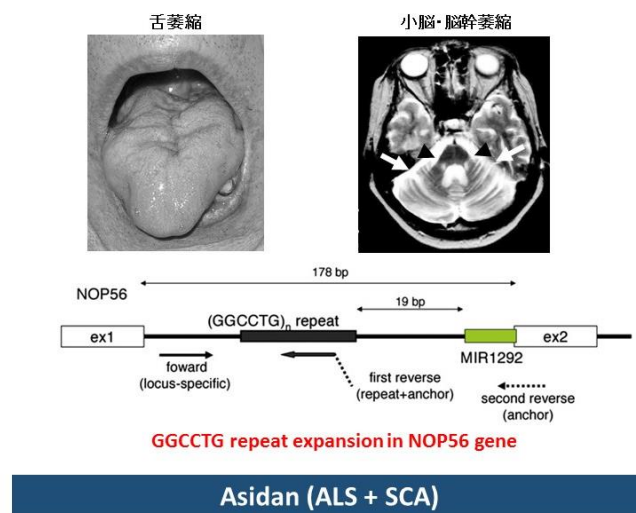 舌萎縮
小脳・脳幹萎縮
178 bp
NOP56
19 bp
(GGCCTG)n repeat
ex1
ex2
MIR1292
foward
(locus-specific)
first reverse
(repeat+anchor)
second reverse
(anchor)
GGCCTG repeat expansion in NOP56 gene
Asidan (ALS + SCA)